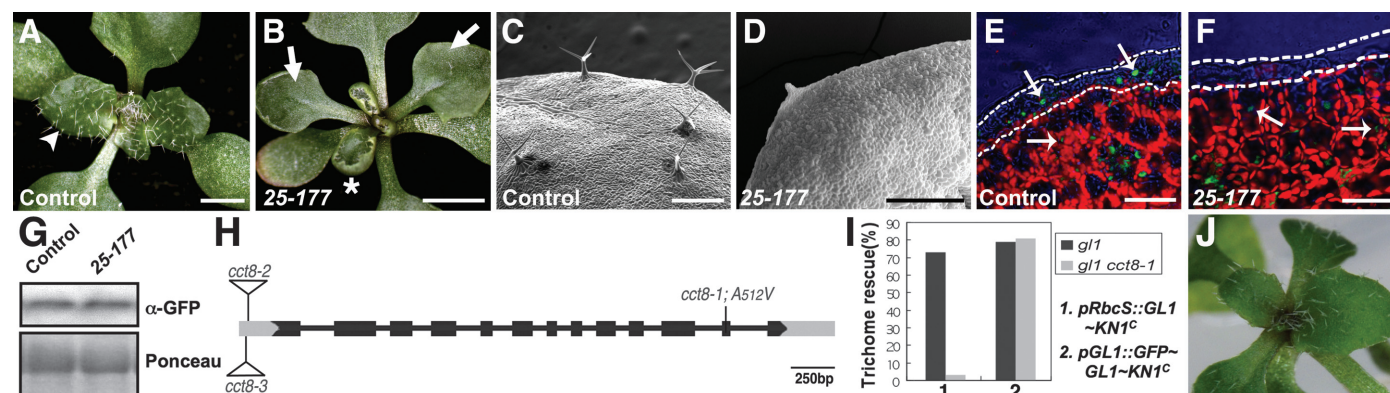 A
Control
B
25-177
*
C
Control
D
25-177
E
Control
F
25-177
G
Control
25-177
α-GFP
Ponceau
H
cct8-2
cct8-1; A512V
cct8-3
250bp
I
Trichome rescue(%)
90
80
70
60
50
40
30
20
10
0
1
2
gl1
gl1 cct8-1
1. pRbcS::GL1
~KN1ᶜ
2. pGL1::GFP~
GL1~KN1ᶜ
J